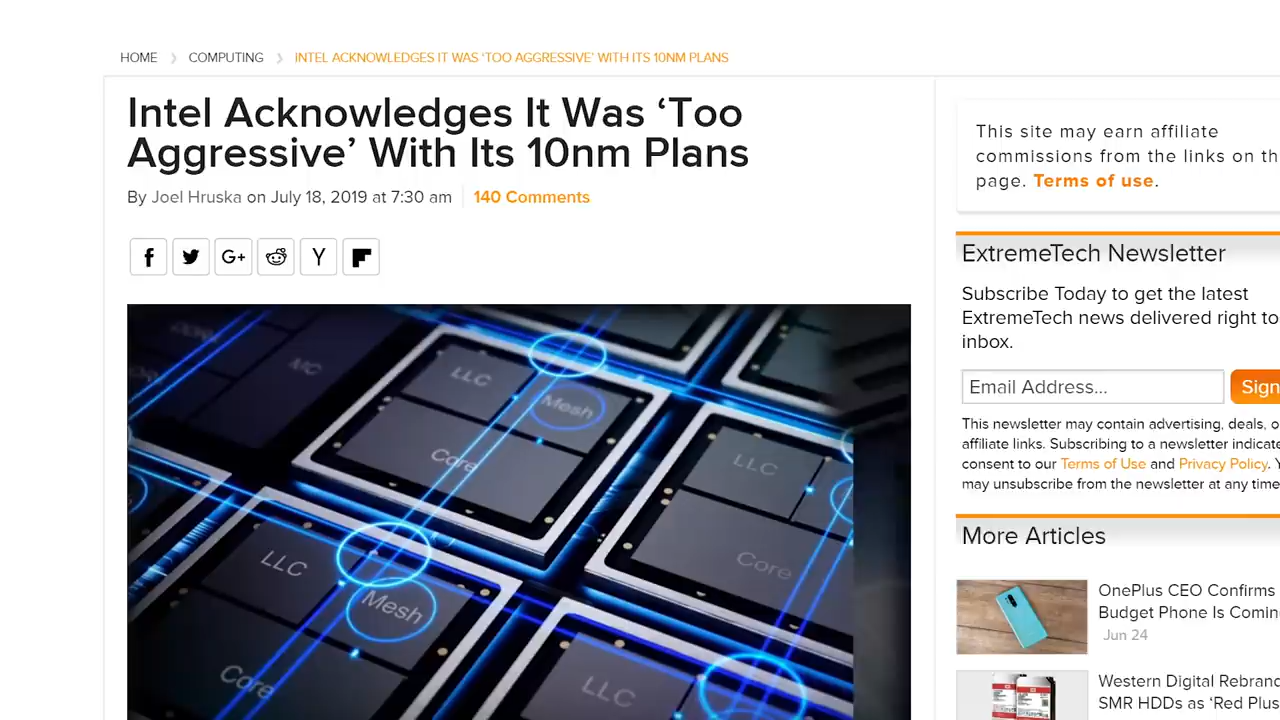 HOME > COMPUTING > INTEL ACKNOWLEDGES IT WAS ‘TOO AGGRESSIVE’ WITH ITS 10NM PLANS
Intel Acknowledges It Was ‘Too
Aggressive’ With Its 10nm Plans
By Joel Hruska on July 18, 2019 at 7:30 am
140 Comments
G+
Y
LLC
MC
Mesh
Core
LLC
Core
LLC
Mesh
Core
LLC
This site may earn affiliate
commissions from the links on th
page. Terms of use.
ExtremeTech Newsletter
Subscribe Today to get the latest
ExtremeTech news delivered right to
inbox.
Email Address...
Sign
This newsletter may contain advertising, deals, o
affiliate links. Subscribing to a newsletter indicate
consent to our Terms of Use and Privacy Policy. Y
may unsubscribe from the newsletter at any time
More Articles
OnePlus CEO Confirms
Budget Phone Is Comin
Jun 24
Western Digital Rebrand
SMR HDDs as ‘Red Plus